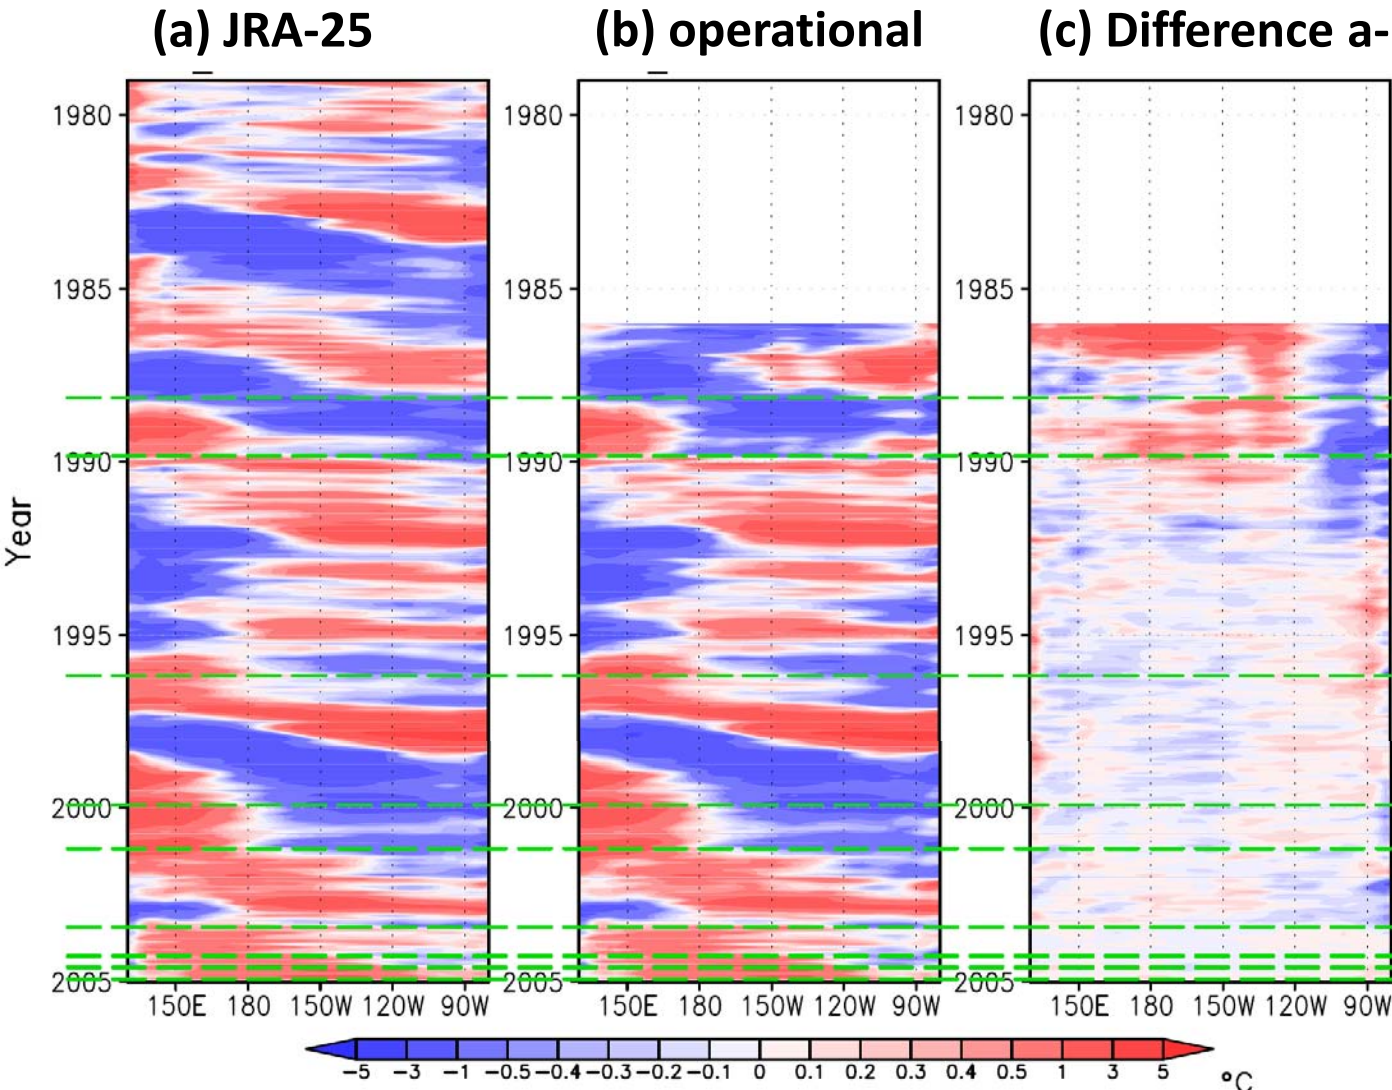 (a) JRA-25 (b) operational (c) Difference a-
1980 1980 1980
1985 1985 1985
1990 1990 1990
1995 1995 1995
2000 2000 2000
2005 2005 2005
Year
150E 180 150W 120W 90W 150E 180 150W 120W 90W 150E 180 150W 120W 90W
-5 -3 -1 -0.5 -0.4 -0.3 -0.2 -0.1 0 0.1 0.2 0.3 0.4 0.5 1 3 5 °C